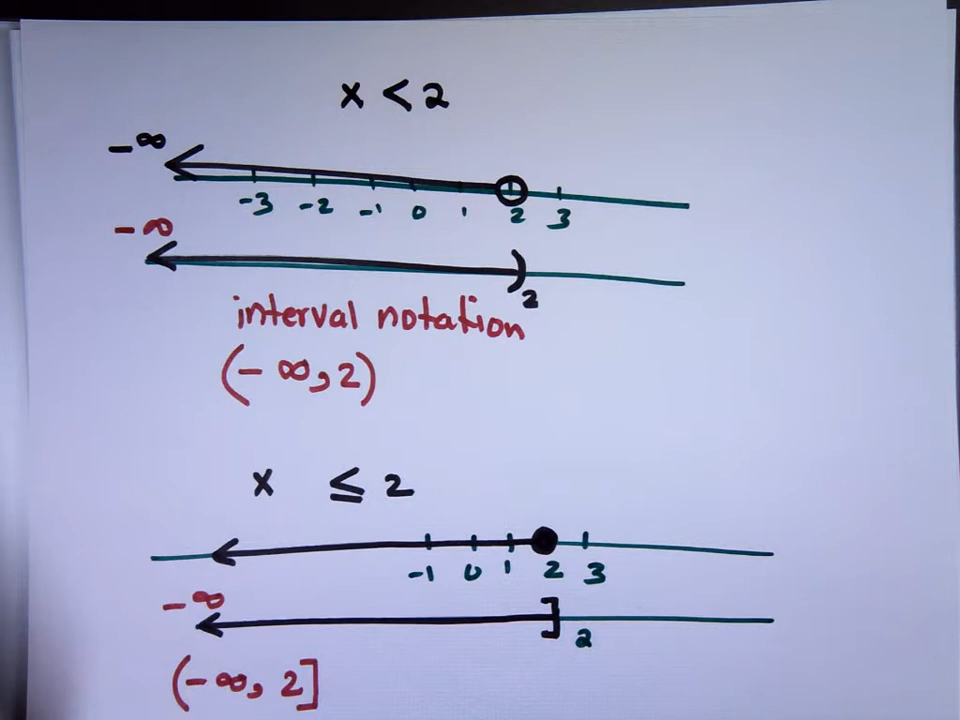 x < 2
-∞
-3 -2 -1 0 1 2 3
-∞
2
interval notation
(-∞, 2)
x ≤ 2
-1 0 1 2 3
-∞
2
(-∞, 2]